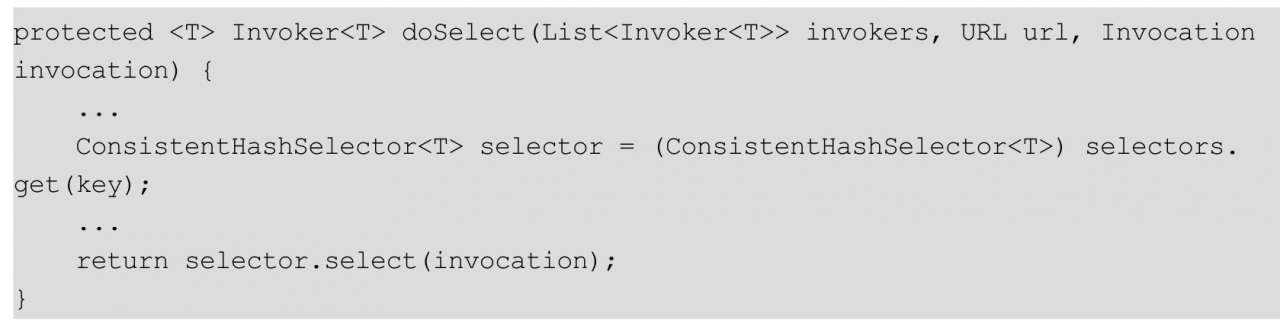 protected <T> Invoker<T> doSelect(List<Invoker<T>> invokers, URL url, Invocation
invocation) {
    ...
    ConsistentHashSelector<T> selector = (ConsistentHashSelector<T>) selectors.
get(key);
    ...
    return selector.select(invocation);
}